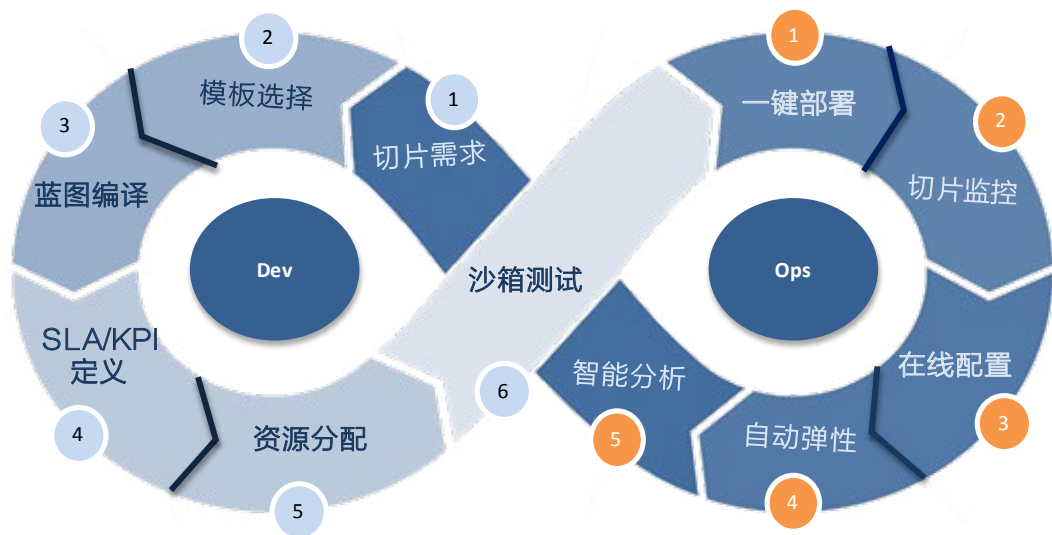 1
切片需求
2
模板选择
3
蓝图编译
Dev
4
SLA/KPI
定义
5
资源分配
6
沙箱测试
1
一键部署
2
切片监控
Ops
3
在线配置
4
自动弹性
5
智能分析